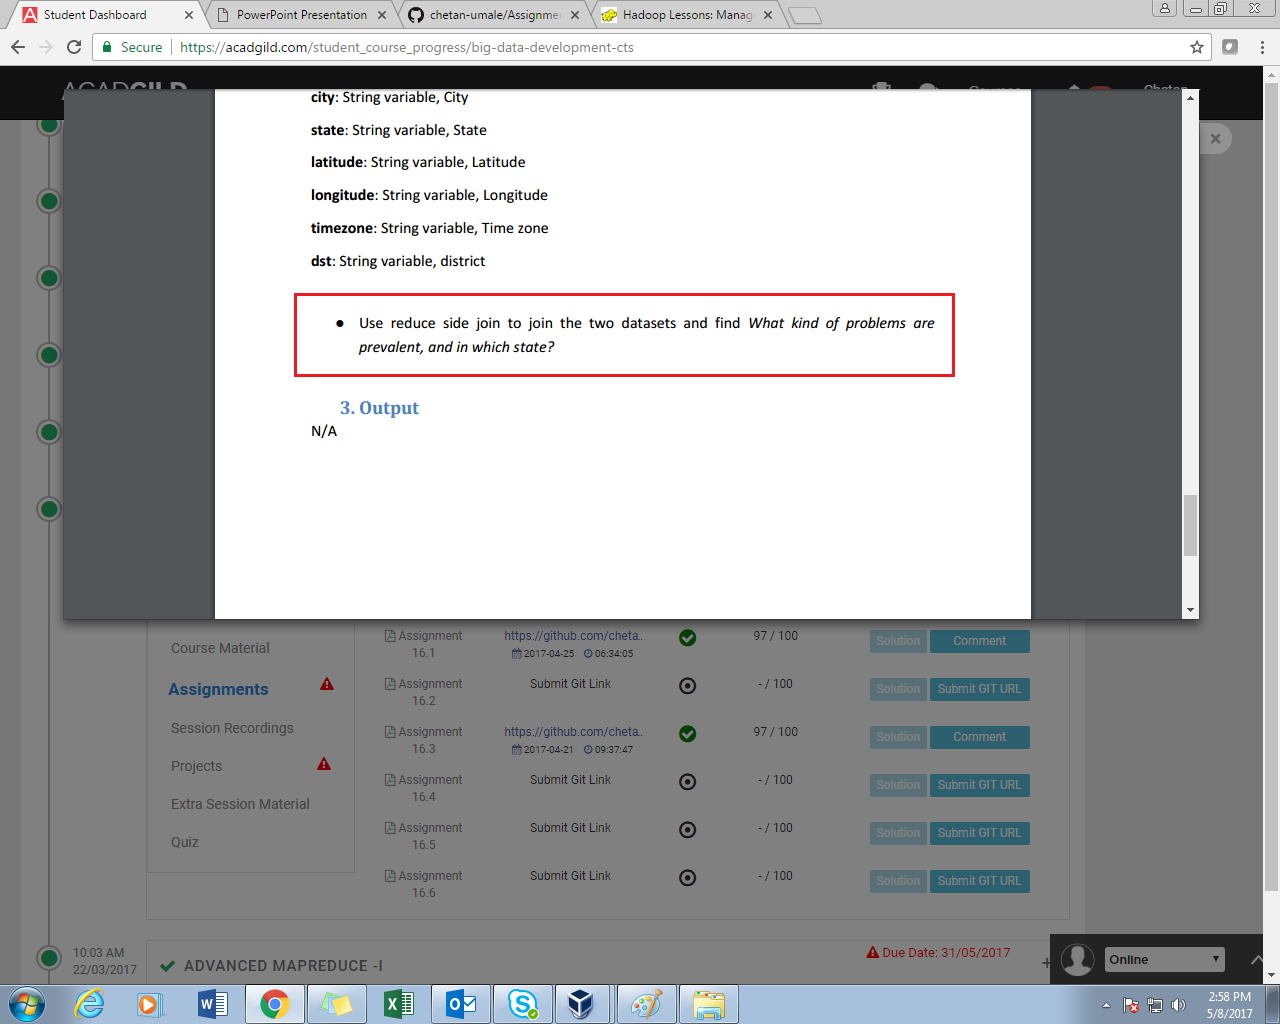 Student Dashboard
PowerPoint Presentation
chetan-umale/Assignme
Hadoop Lessons: Manag
Secure
https://acadgild.com/student_course_progress/big-data-development-cts
city: String variable, City
state: String variable, State
latitude: String variable, Latitude
longitude: String variable, Longitude
timezone: String variable, Time zone
dst: String variable, district
● Use reduce side join to join the two datasets and find What kind of problems are
prevalent, and in which state?
3. Output
N/A
Course Material
Assignments
Session Recordings
Projects
Extra Session Material
Quiz
Assignment
16.1
https://github.com/cheta..
2017-04-25 06:34:05
97 / 100
Solution
Comment
Assignment
16.2
Submit Git Link
- / 100
Solution
Submit GIT URL
Assignment
16.3
https://github.com/cheta..
2017-04-21 09:37:47
97 / 100
Solution
Comment
Assignment
16.4
Submit Git Link
- / 100
Solution
Submit GIT URL
Assignment
16.5
Submit Git Link
- / 100
Solution
Submit GIT URL
Assignment
16.6
Submit Git Link
- / 100
Solution
Submit GIT URL
10:03 AM
22/03/2017
ADVANCED MAPREDUCE -I
Due Date: 31/05/2017
+
Online
2:58 PM
5/8/2017